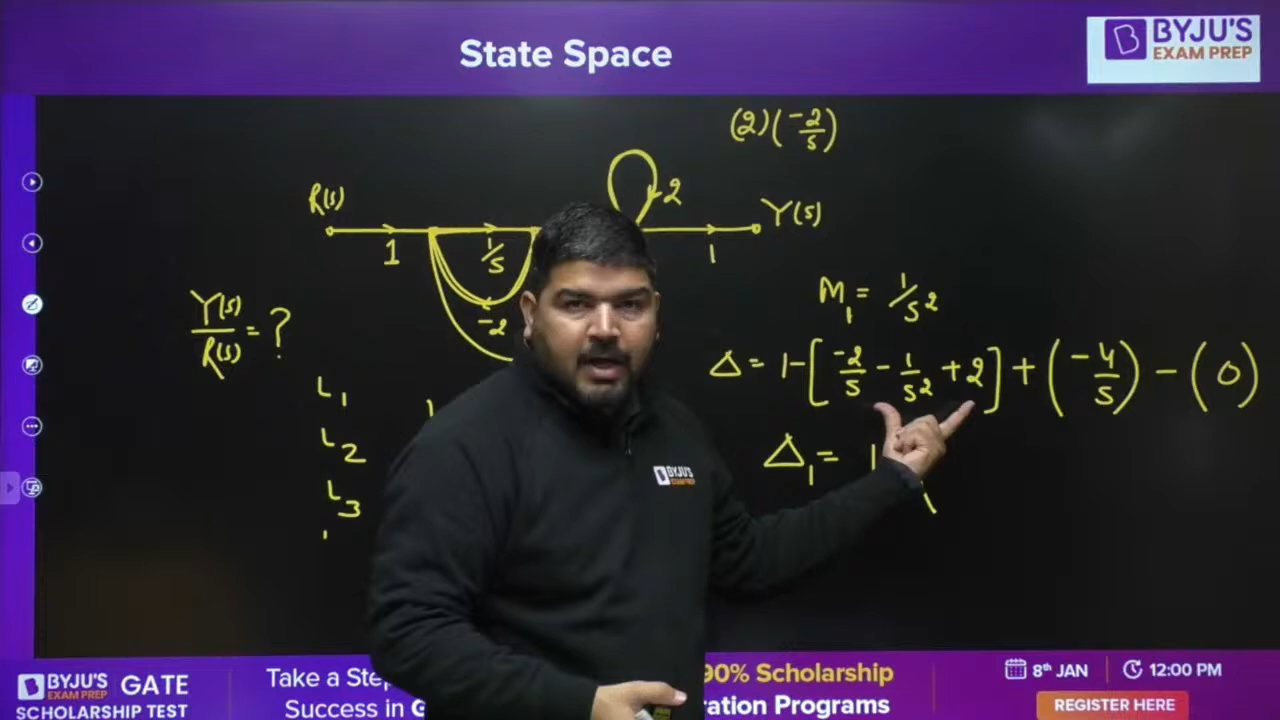 State Space
BYJU'S
EXAM PREP
(2)(-2/s)
R(s)
1
1/s
-2
2
1
Y(s)
Y(s)/R(s) = ?
M₁ = 1/s²
Δ = 1-[-2/s - 1/s² + 2] + (-4/s) - (0)
Δ₁ = 1
L₁
L₂
L₃
BYJU'S
EXAM PREP
BYJU'S
EXAM PREP
GATE
SCHOLARSHIP TEST
Take a
Success in
90% Scholarship
Programs
8th JAN
12:00 PM
REGISTER HERE